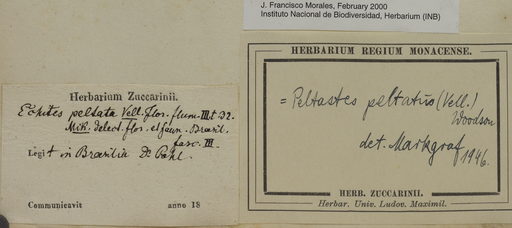 J. Francisco Morales, February 2000
Instituto Nacional de Biodiversidad, Herbarium (INB)
Herbarium Zuccarinii.
Echites peltata Vell. flor. flum. III t. 32.
Mik. delect. flor. et faun. Brasil.
fasc. III.
Legit in Brasilia Dr Pohl.
Communicavit anno 18
HERBARIUM REGIUM MONACENSE.
= Peltastes peltatus (Vell.)
Woodson
det. Markgraf
1946.
HERB. ZUCCARINII.
Herbar. Univ. Ludov. Maximil.